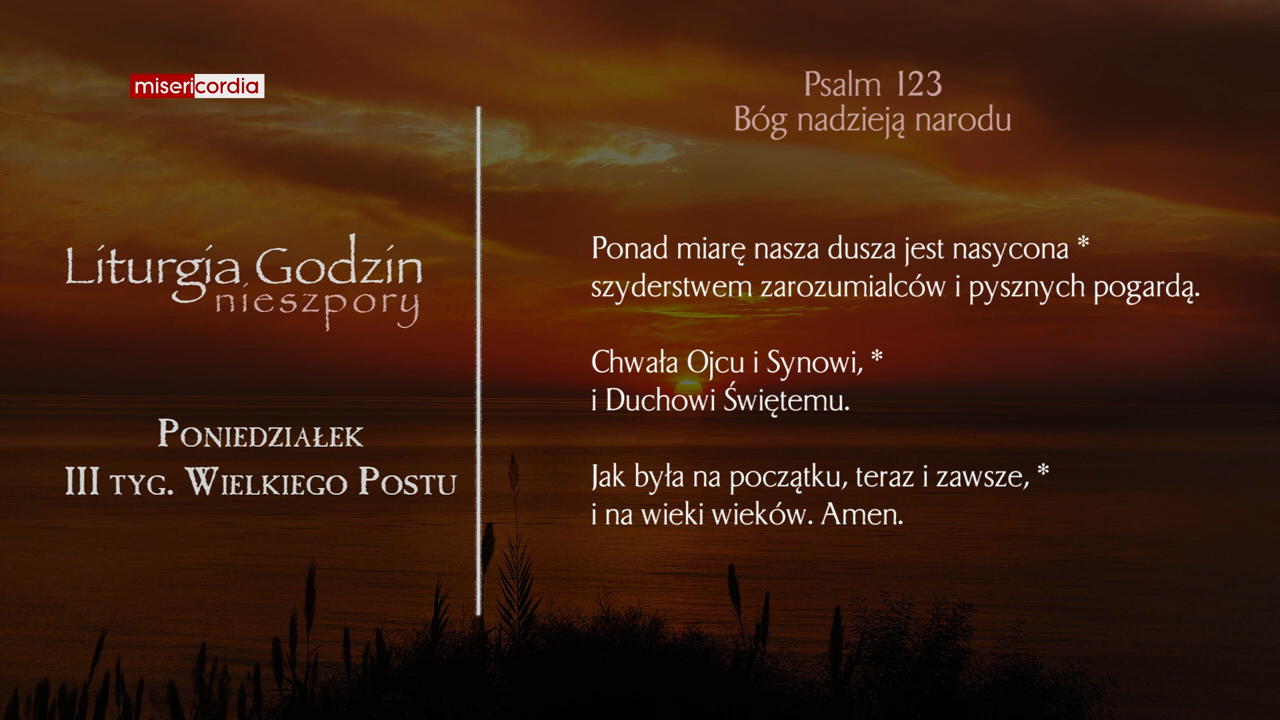 misericordia
Liturgia Godzin
nieszpory
Poniedziałek
III tyg. Wielkiego Postu
Psalm 123
Bóg nadzieją narodu
Ponad miarę nasza dusza jest nasycona *
szyderstwem zarozumialców i pysznych pogardą.
Chwała Ojcu i Synowi, *
i Duchowi Świętemu.
Jak była na początku, teraz i zawsze, *
i na wieki wieków. Amen.